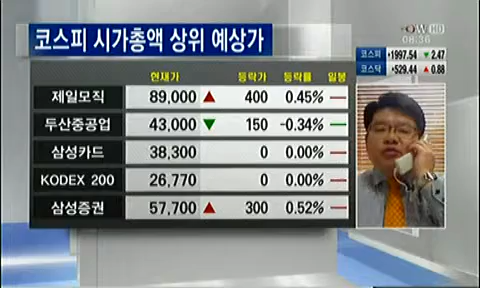 코스피 시가총액 상위 예상가
OW HD
08:36
코스피 1997.54 ▼ 2.47
코스닥 529.44 ▲ 0.88
현재가 등락가 등락률 일봉
제일모직 89,000 ▲ 400 0.45%
두산중공업 43,000 ▼ 150 -0.34%
삼성카드 38,300 0 0.00%
KODEX 200 26,770 0 0.00%
삼성증권 57,700 ▲ 300 0.52%